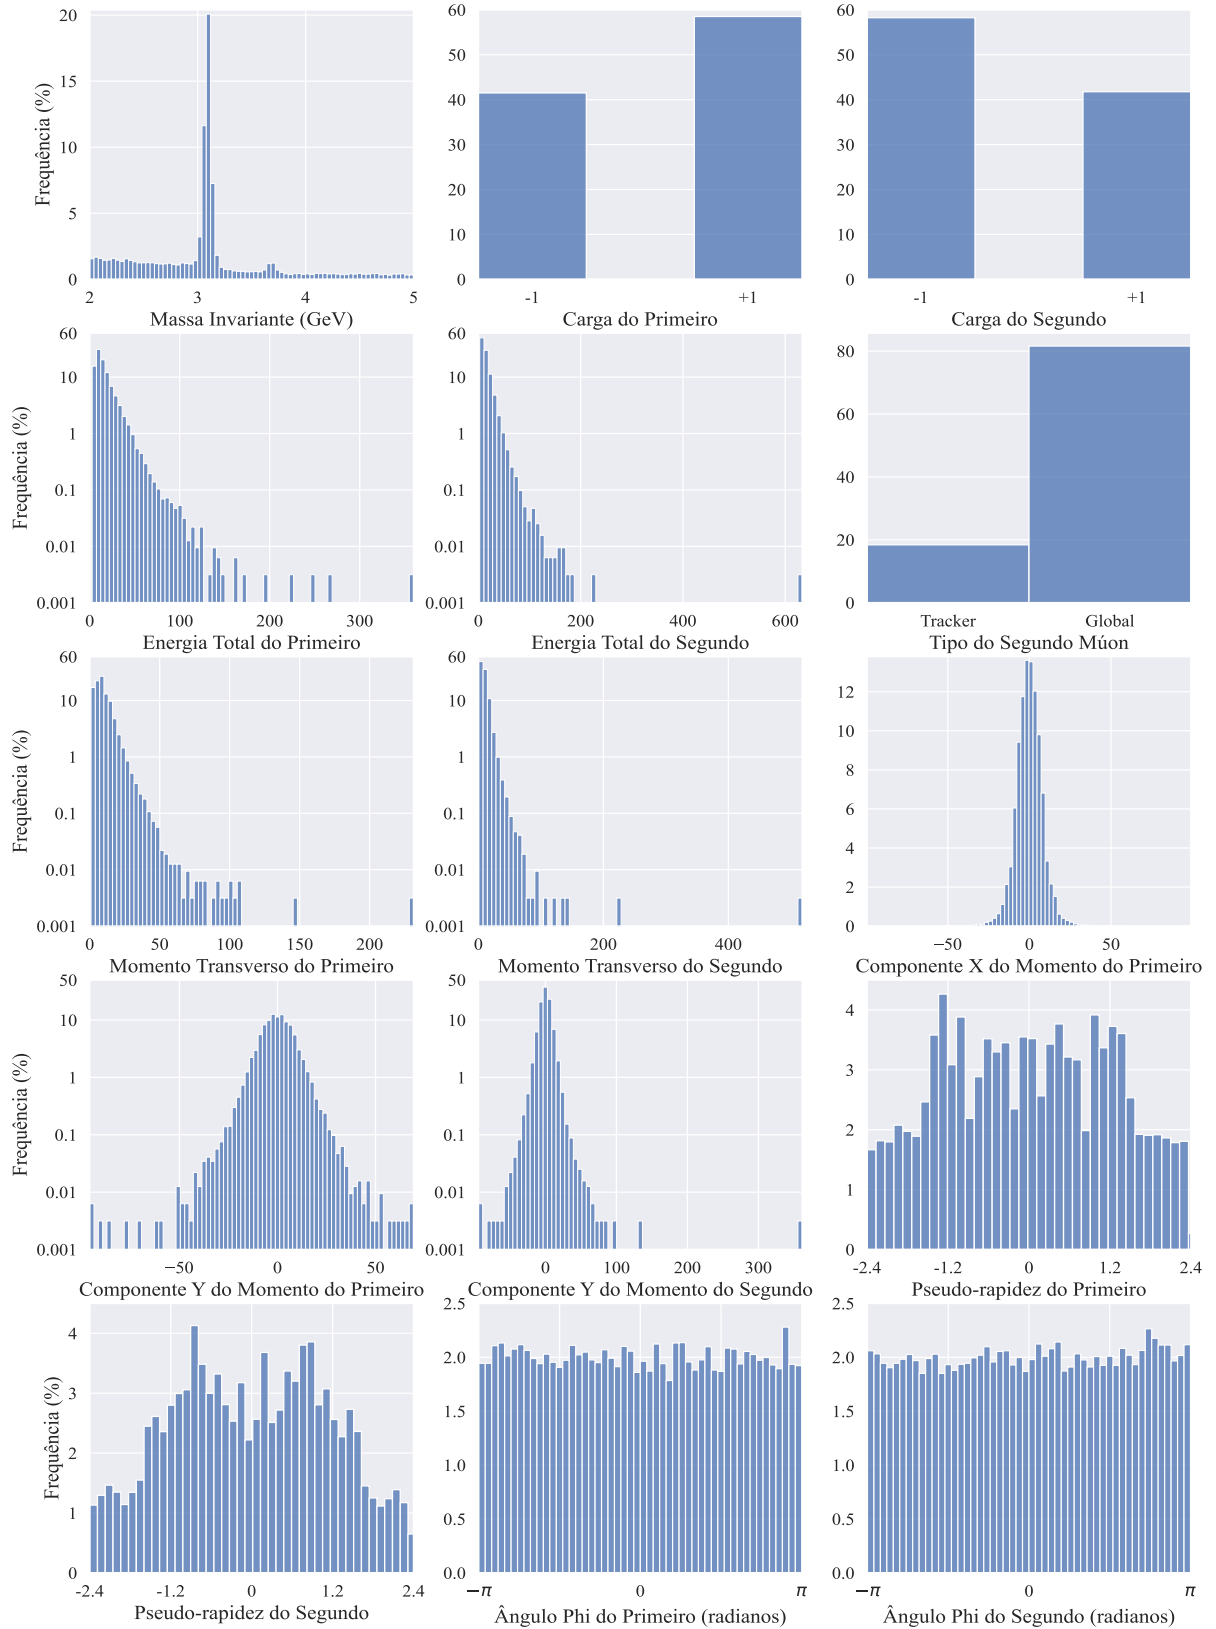 Frequência (%)
20
15
10
5
0
2 3 4 5
Massa Invariante (GeV)
60
50
40
30
20
10
0
-1 +1
Carga do Primeiro
60
50
40
30
20
10
0
-1 +1
Carga do Segundo
Frequência (%)
60
10
1
0.1
0.01
0.001
0 100 200 300
Energia Total do Primeiro
60
10
1
0.1
0.01
0.001
0 200 400 600
Energia Total do Segundo
80
60
40
20
0
Tracker Global
Tipo do Segundo Múon
Frequência (%)
60
10
1
0.1
0.01
0.001
0 50 100 150 200
Momento Transverso do Primeiro
60
10
1
0.1
0.01
0.001
0 200 400
Momento Transverso do Segundo
12
10
8
6
4
2
0
−50 0 50
Componente X do Momento do Primeiro
Frequência (%)
50
10
1
0.1
0.01
0.001
−50 0 50
Componente Y do Momento do Primeiro
50
10
1
0.1
0.01
0.001
0 100 200 300
Componente Y do Momento do Segundo
4
3
2
1
0
-2.4 -1.2 0 1.2 2.4
Pseudo-rapidez do Primeiro
Frequência (%)
4
3
2
1
0
-2.4 -1.2 0 1.2 2.4
Pseudo-rapidez do Segundo
2.5
2.0
1.5
1.0
0.5
0.0
−π 0 π
Ângulo Phi do Primeiro (radianos)
2.5
2.0
1.5
1.0
0.5
0.0
−π 0 π
Ângulo Phi do Segundo (radianos)